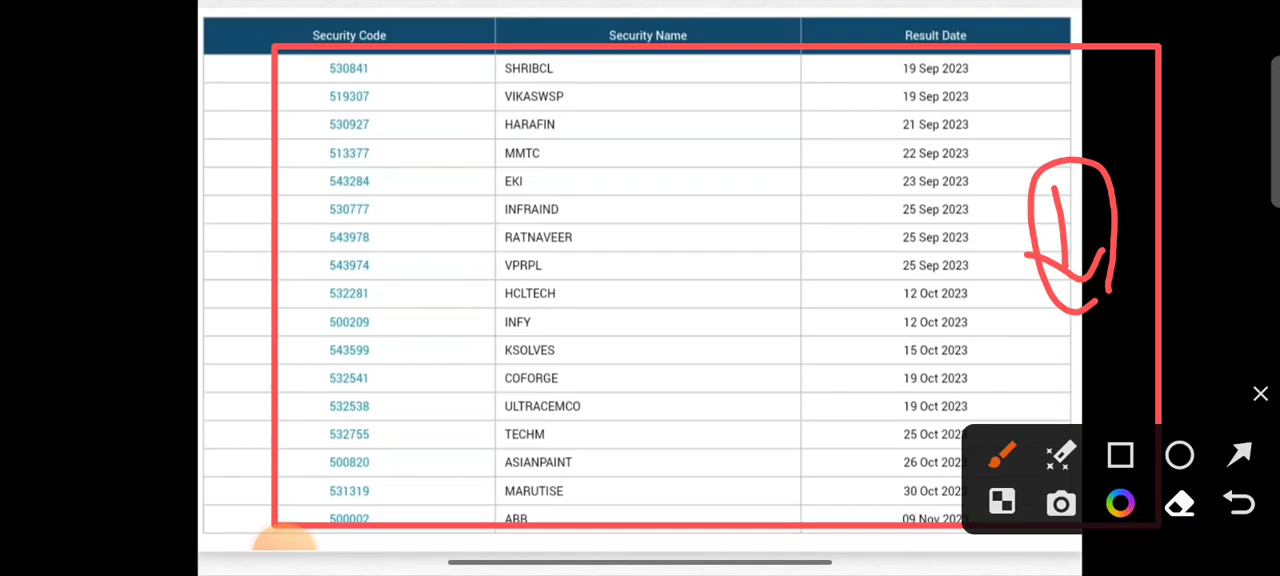 Security Code Security Name Result Date
530841 SHRIBCL 19 Sep 2023
519307 VIKASWSP 19 Sep 2023
530927 HARAFIN 21 Sep 2023
513377 MMTC 22 Sep 2023
543284 EKI 23 Sep 2023
530777 INFRAIND 25 Sep 2023
543978 RATNAVEER 25 Sep 2023
543974 VPRPL 25 Sep 2023
532281 HCLTECH 12 Oct 2023
500209 INFY 12 Oct 2023
543599 KSOLVES 15 Oct 2023
532541 COFORGE 19 Oct 2023
532538 ULTRACEMCO 19 Oct 2023
532755 TECHM 25 Oct 2023
500820 ASIANPAINT 26 Oct 2023
531319 MARUTISE 30 Oct 2023
500002 ABB 09 Nov 2023